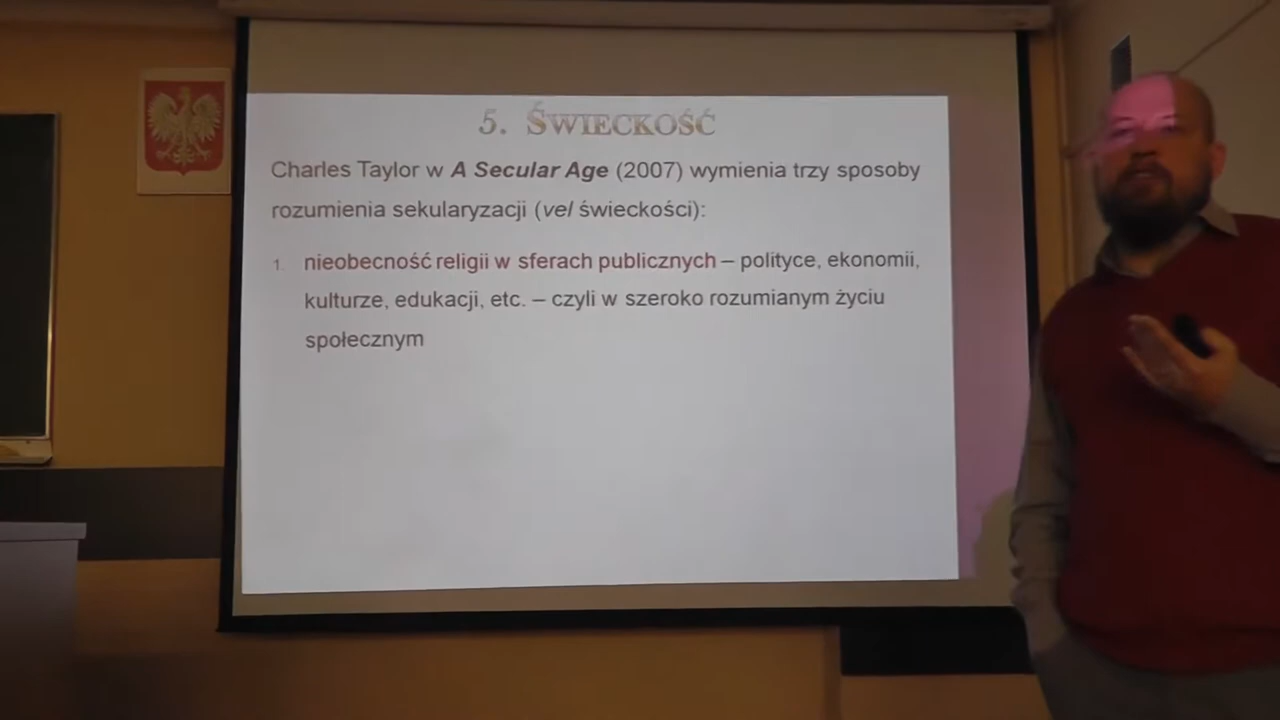 5. Świeckość
Charles Taylor w A Secular Age (2007) wymienia trzy sposoby
rozumienia sekularyzacji (vel świeckości):
1. nieobecność religii w sferach publicznych – polityce, ekonomii,
kulturze, edukacji, etc. – czyli w szeroko rozumianym życiu
społecznym